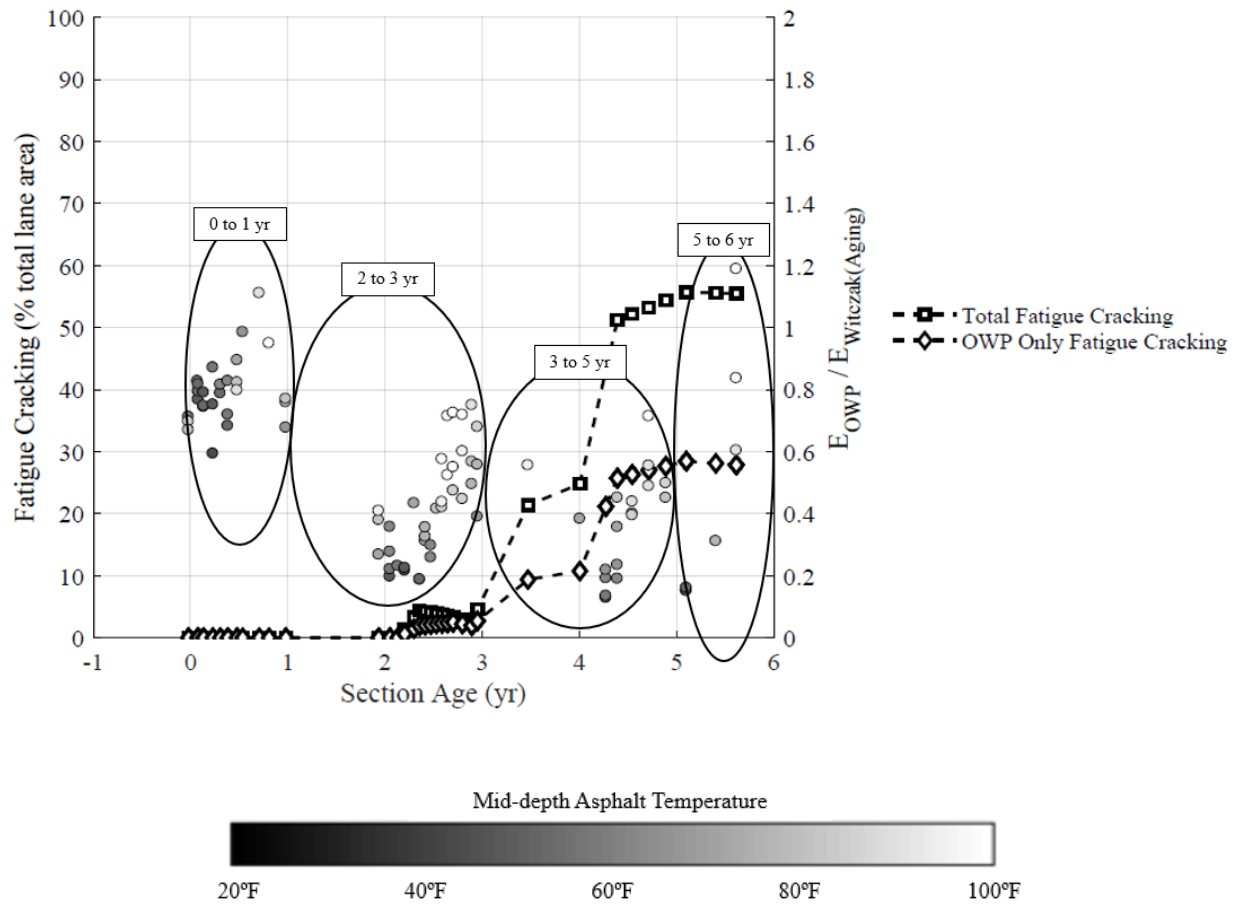 100
90
80
70
60
50
40
30
20
10
0
Fatigue Cracking (% total lane area)
2
1.8
1.6
1.4
1.2
1
0.8
0.6
0.4
0.2
0
E_OWP / E_Witczak(Aging)
0 to 1 yr
2 to 3 yr
3 to 5 yr
5 to 6 yr
-1 0 1 2 3 4 5 6
Section Age (yr)
Total Fatigue Cracking
OWP Only Fatigue Cracking
Mid-depth Asphalt Temperature
20ºF 40ºF 60ºF 80ºF 100ºF